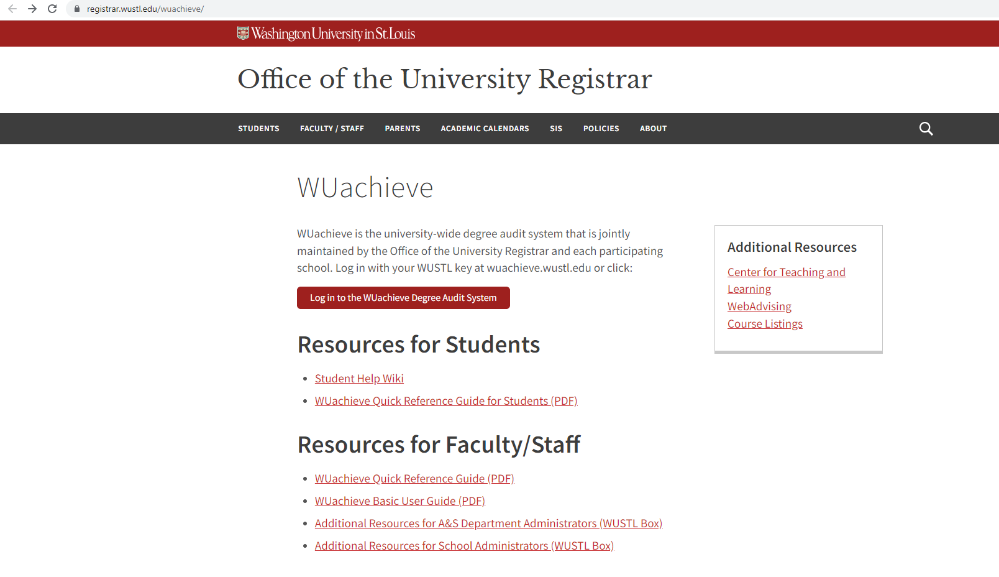 registrar.wustl.edu/wuachieve/
Washington University in St. Louis
Office of the University Registrar
STUDENTS FACULTY / STAFF PARENTS ACADEMIC CALENDARS SIS POLICIES ABOUT
WUachieve
WUachieve is the university-wide degree audit system that is jointly
maintained by the Office of the University Registrar and each participating
school. Log in with your WUSTL key at wuachieve.wustl.edu or click:
Log in to the WUachieve Degree Audit System
Resources for Students
Student Help Wiki
WUachieve Quick Reference Guide for Students (PDF)
Resources for Faculty/Staff
WUachieve Quick Reference Guide (PDF)
WUachieve Basic User Guide (PDF)
Additional Resources for A&S Department Administrators (WUSTL Box)
Additional Resources for School Administrators (WUSTL Box)
Additional Resources
Center for Teaching and
Learning
WebAdvising
Course Listings